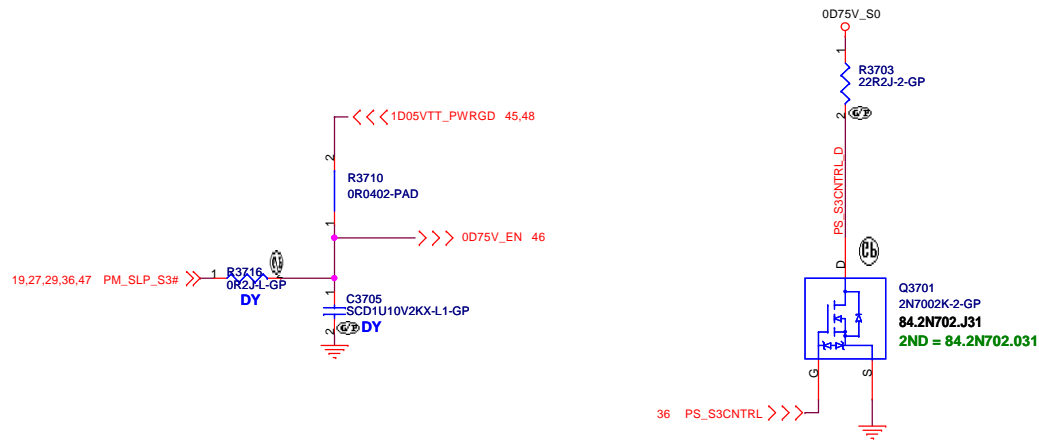 0D75V_S0
1
R3703
22R2J-2-GP
2
PS_S3CNTRL_D
D
Q3701
2N7002K-2-GP
84.2N702.J31
2ND = 84.2N702.031
G
S
36 PS_S3CNTRL
1D05VTT_PWRGD 45,48
2
R3710
0R0402-PAD
1
0D75V_EN 46
19,27,29,36,47 PM_SLP_S3#
1
R3716
0R2J-L-GP
DY
1
C3705
SCD1U10V2KX-L1-GP
2
DY